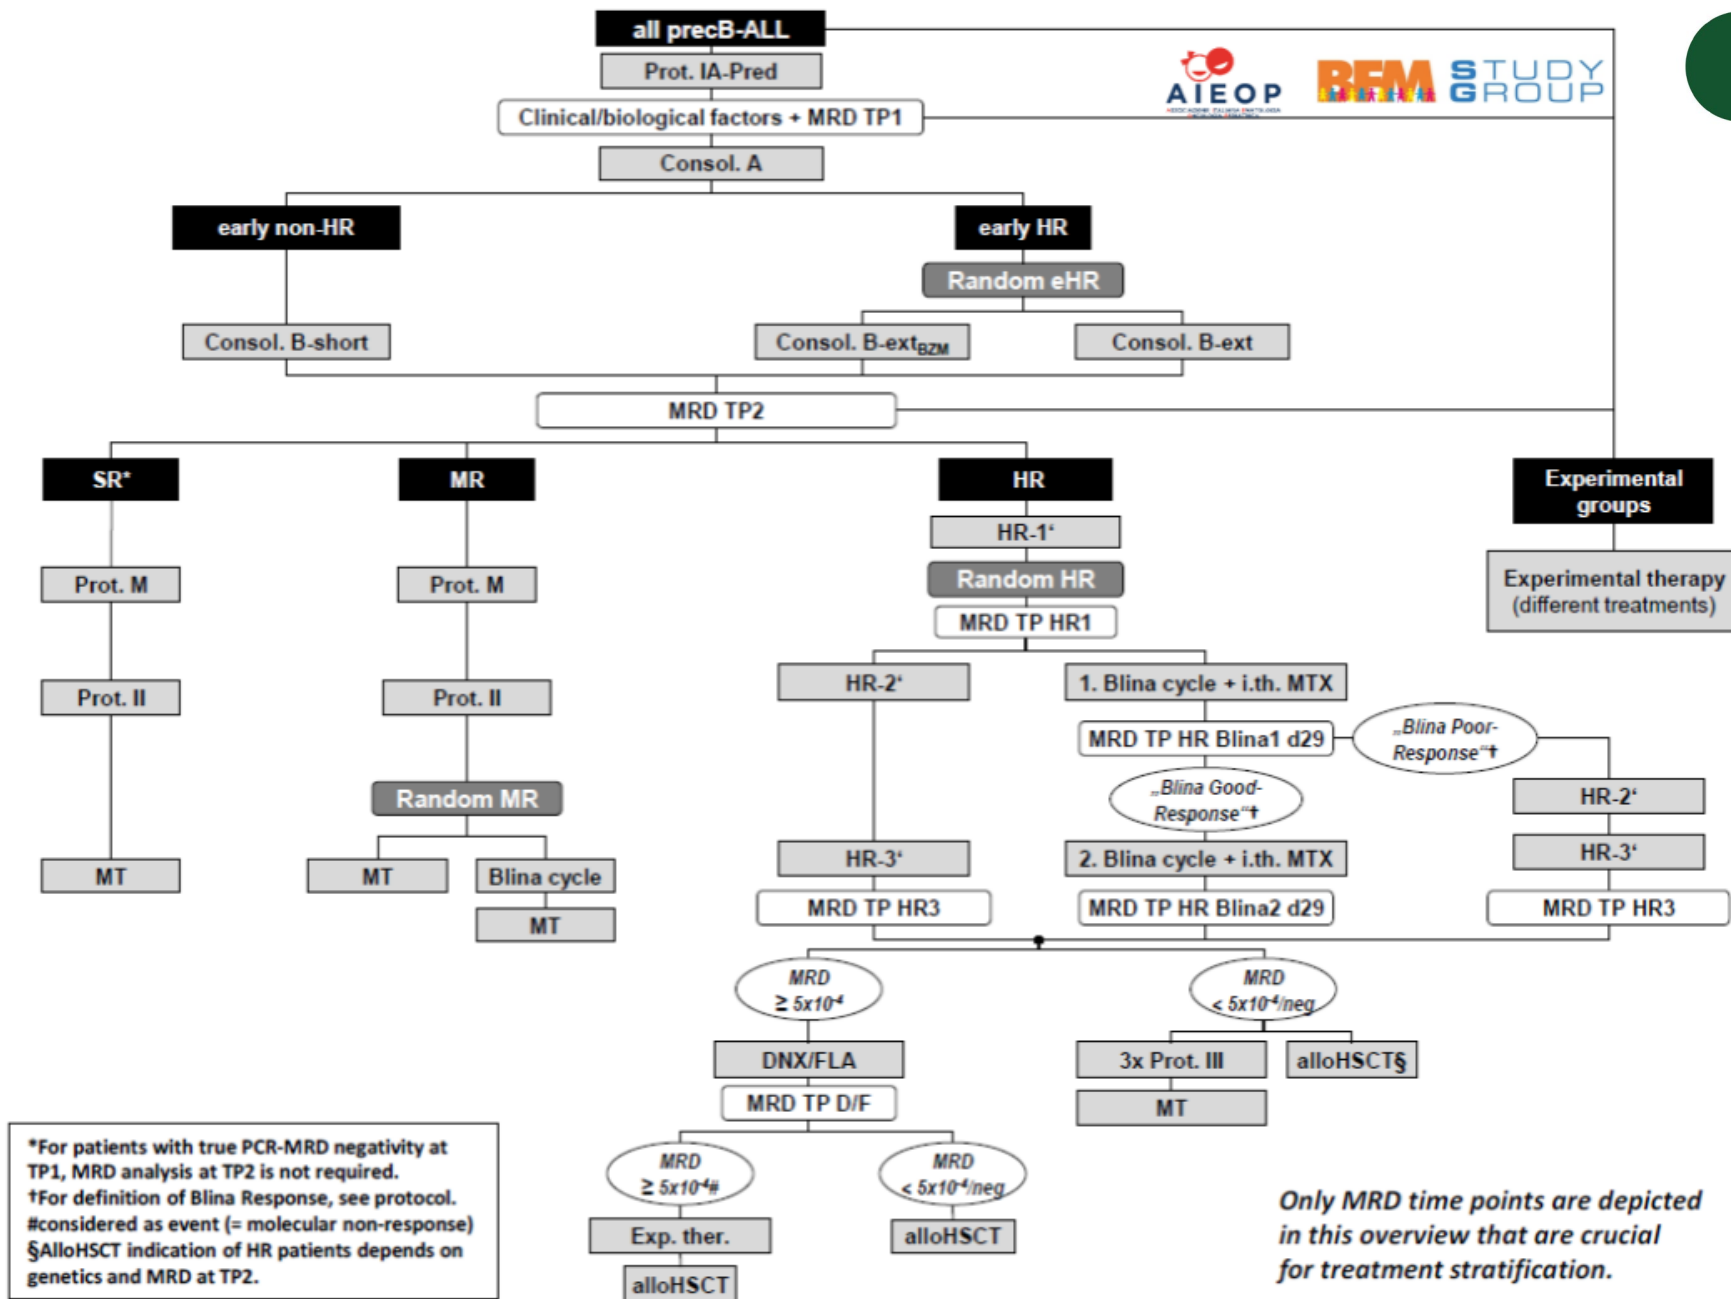 all precB-ALL
Prot. IA-Pred
AIEOP
BFM STUDY GROUP
Clinical/biological factors + MRD TP1
Consol. A
early non-HR
early HR
Random eHR
Consol. B-short
Consol. B-extBZM
Consol. B-ext
MRD TP2
SR*
MR
HR
Experimental
groups
HR-1‘
Prot. M
Prot. M
Random HR
Experimental therapy
(different treatments)
MRD TP HR1
Prot. II
Prot. II
HR-2‘
1. Blina cycle + i.th. MTX
MRD TP HR Blina1 d29
„Blina Poor-
Response“†
Random MR
„Blina Good-
Response“†
HR-2‘
MT
MT
Blina cycle
HR-3‘
2. Blina cycle + i.th. MTX
HR-3‘
MT
MRD TP HR3
MRD TP HR Blina2 d29
MRD TP HR3
MRD
≥ 5x10⁻⁴
MRD
< 5x10⁻⁴/neg
DNX/FLA
3x Prot. III
alloHSCT§
MRD TP D/F
MT
MRD
≥ 5x10⁻⁴#
MRD
< 5x10⁻⁴/neg
Exp. ther.
alloHSCT
alloHSCT
*For patients with true PCR-MRD negativity at
TP1, MRD analysis at TP2 is not required.
†For definition of Blina Response, see protocol.
#considered as event (= molecular non-response)
§AlloHSCT indication of HR patients depends on
genetics and MRD at TP2.
Only MRD time points are depicted
in this overview that are crucial
for treatment stratification.